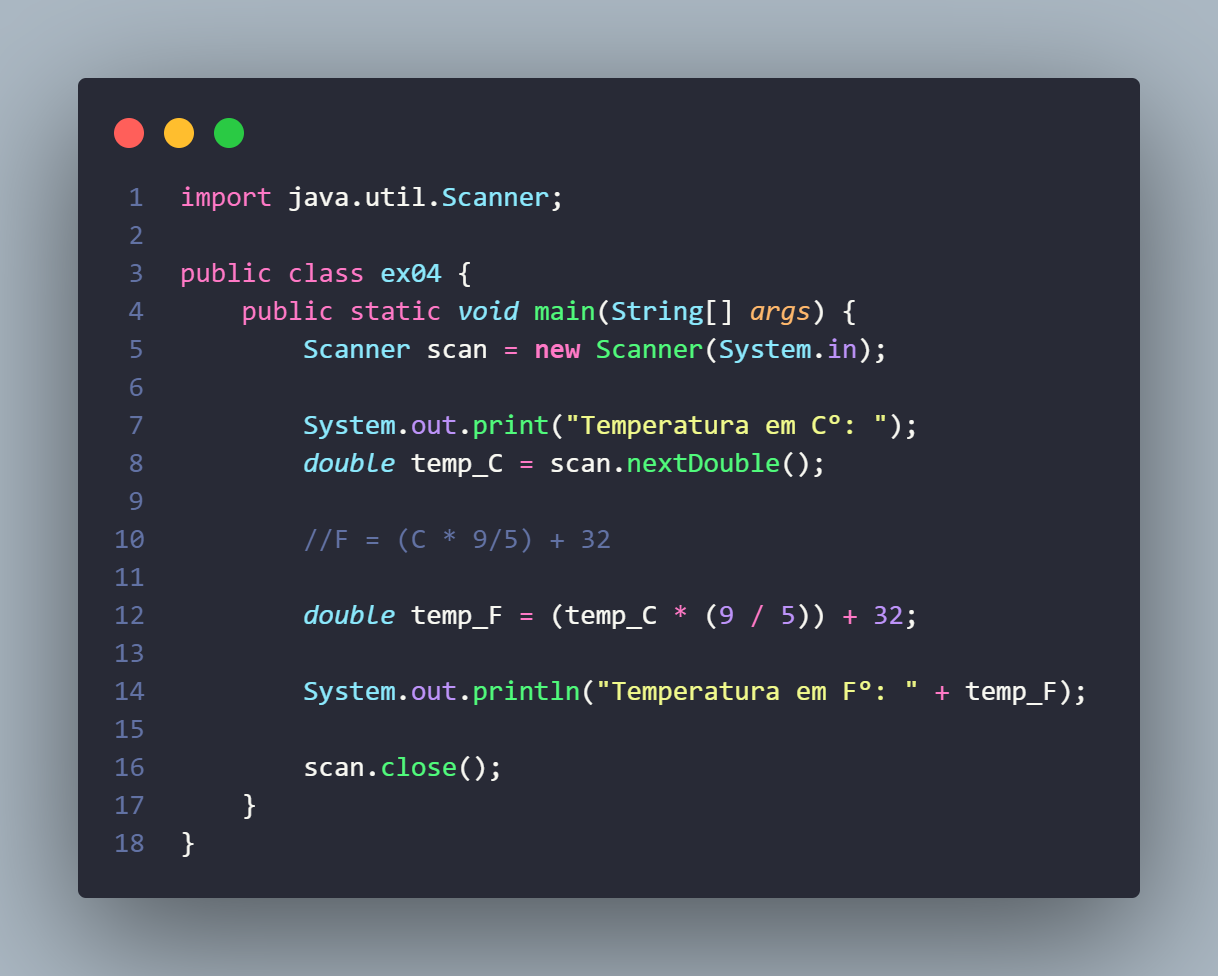 1 import java.util.Scanner;
2
3 public class ex04 {
4     public static void main(String[] args) {
5         Scanner scan = new Scanner(System.in);
6
7         System.out.print("Temperatura em Cº: ");
8         double temp_C = scan.nextDouble();
9
10         //F = (C * 9/5) + 32
11
12         double temp_F = (temp_C * (9 / 5)) + 32;
13
14         System.out.println("Temperatura em Fº: " + temp_F);
15
16         scan.close();
17     }
18 }